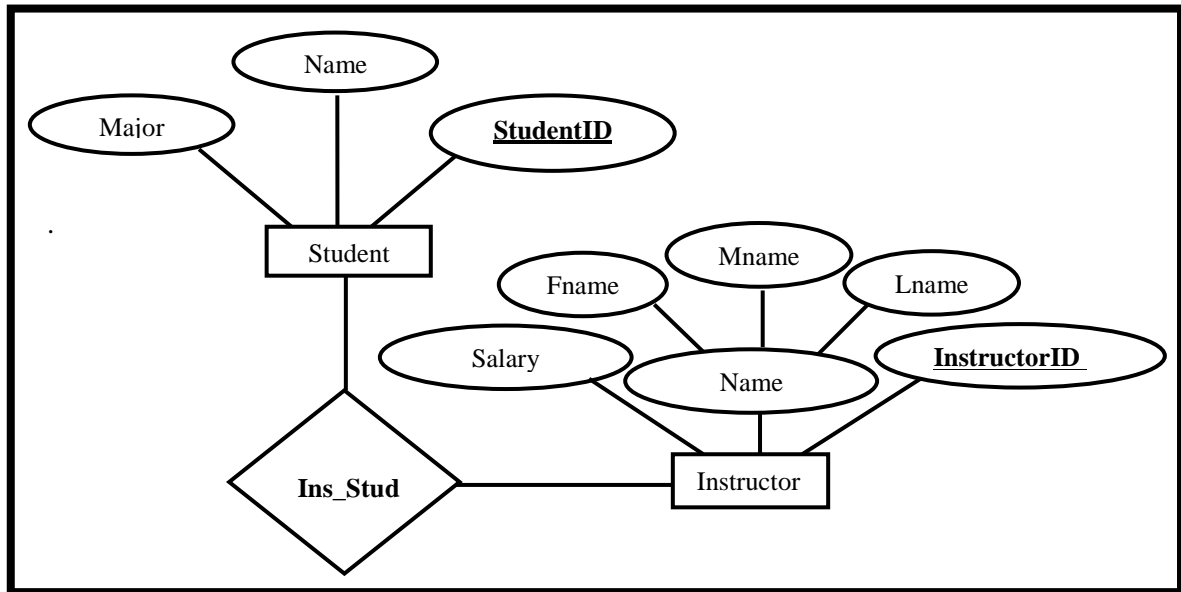 Name
Major
StudentID
Student
Mname
Fname
Lname
Salary
Name
InstructorID
Instructor
Ins_Stud
.